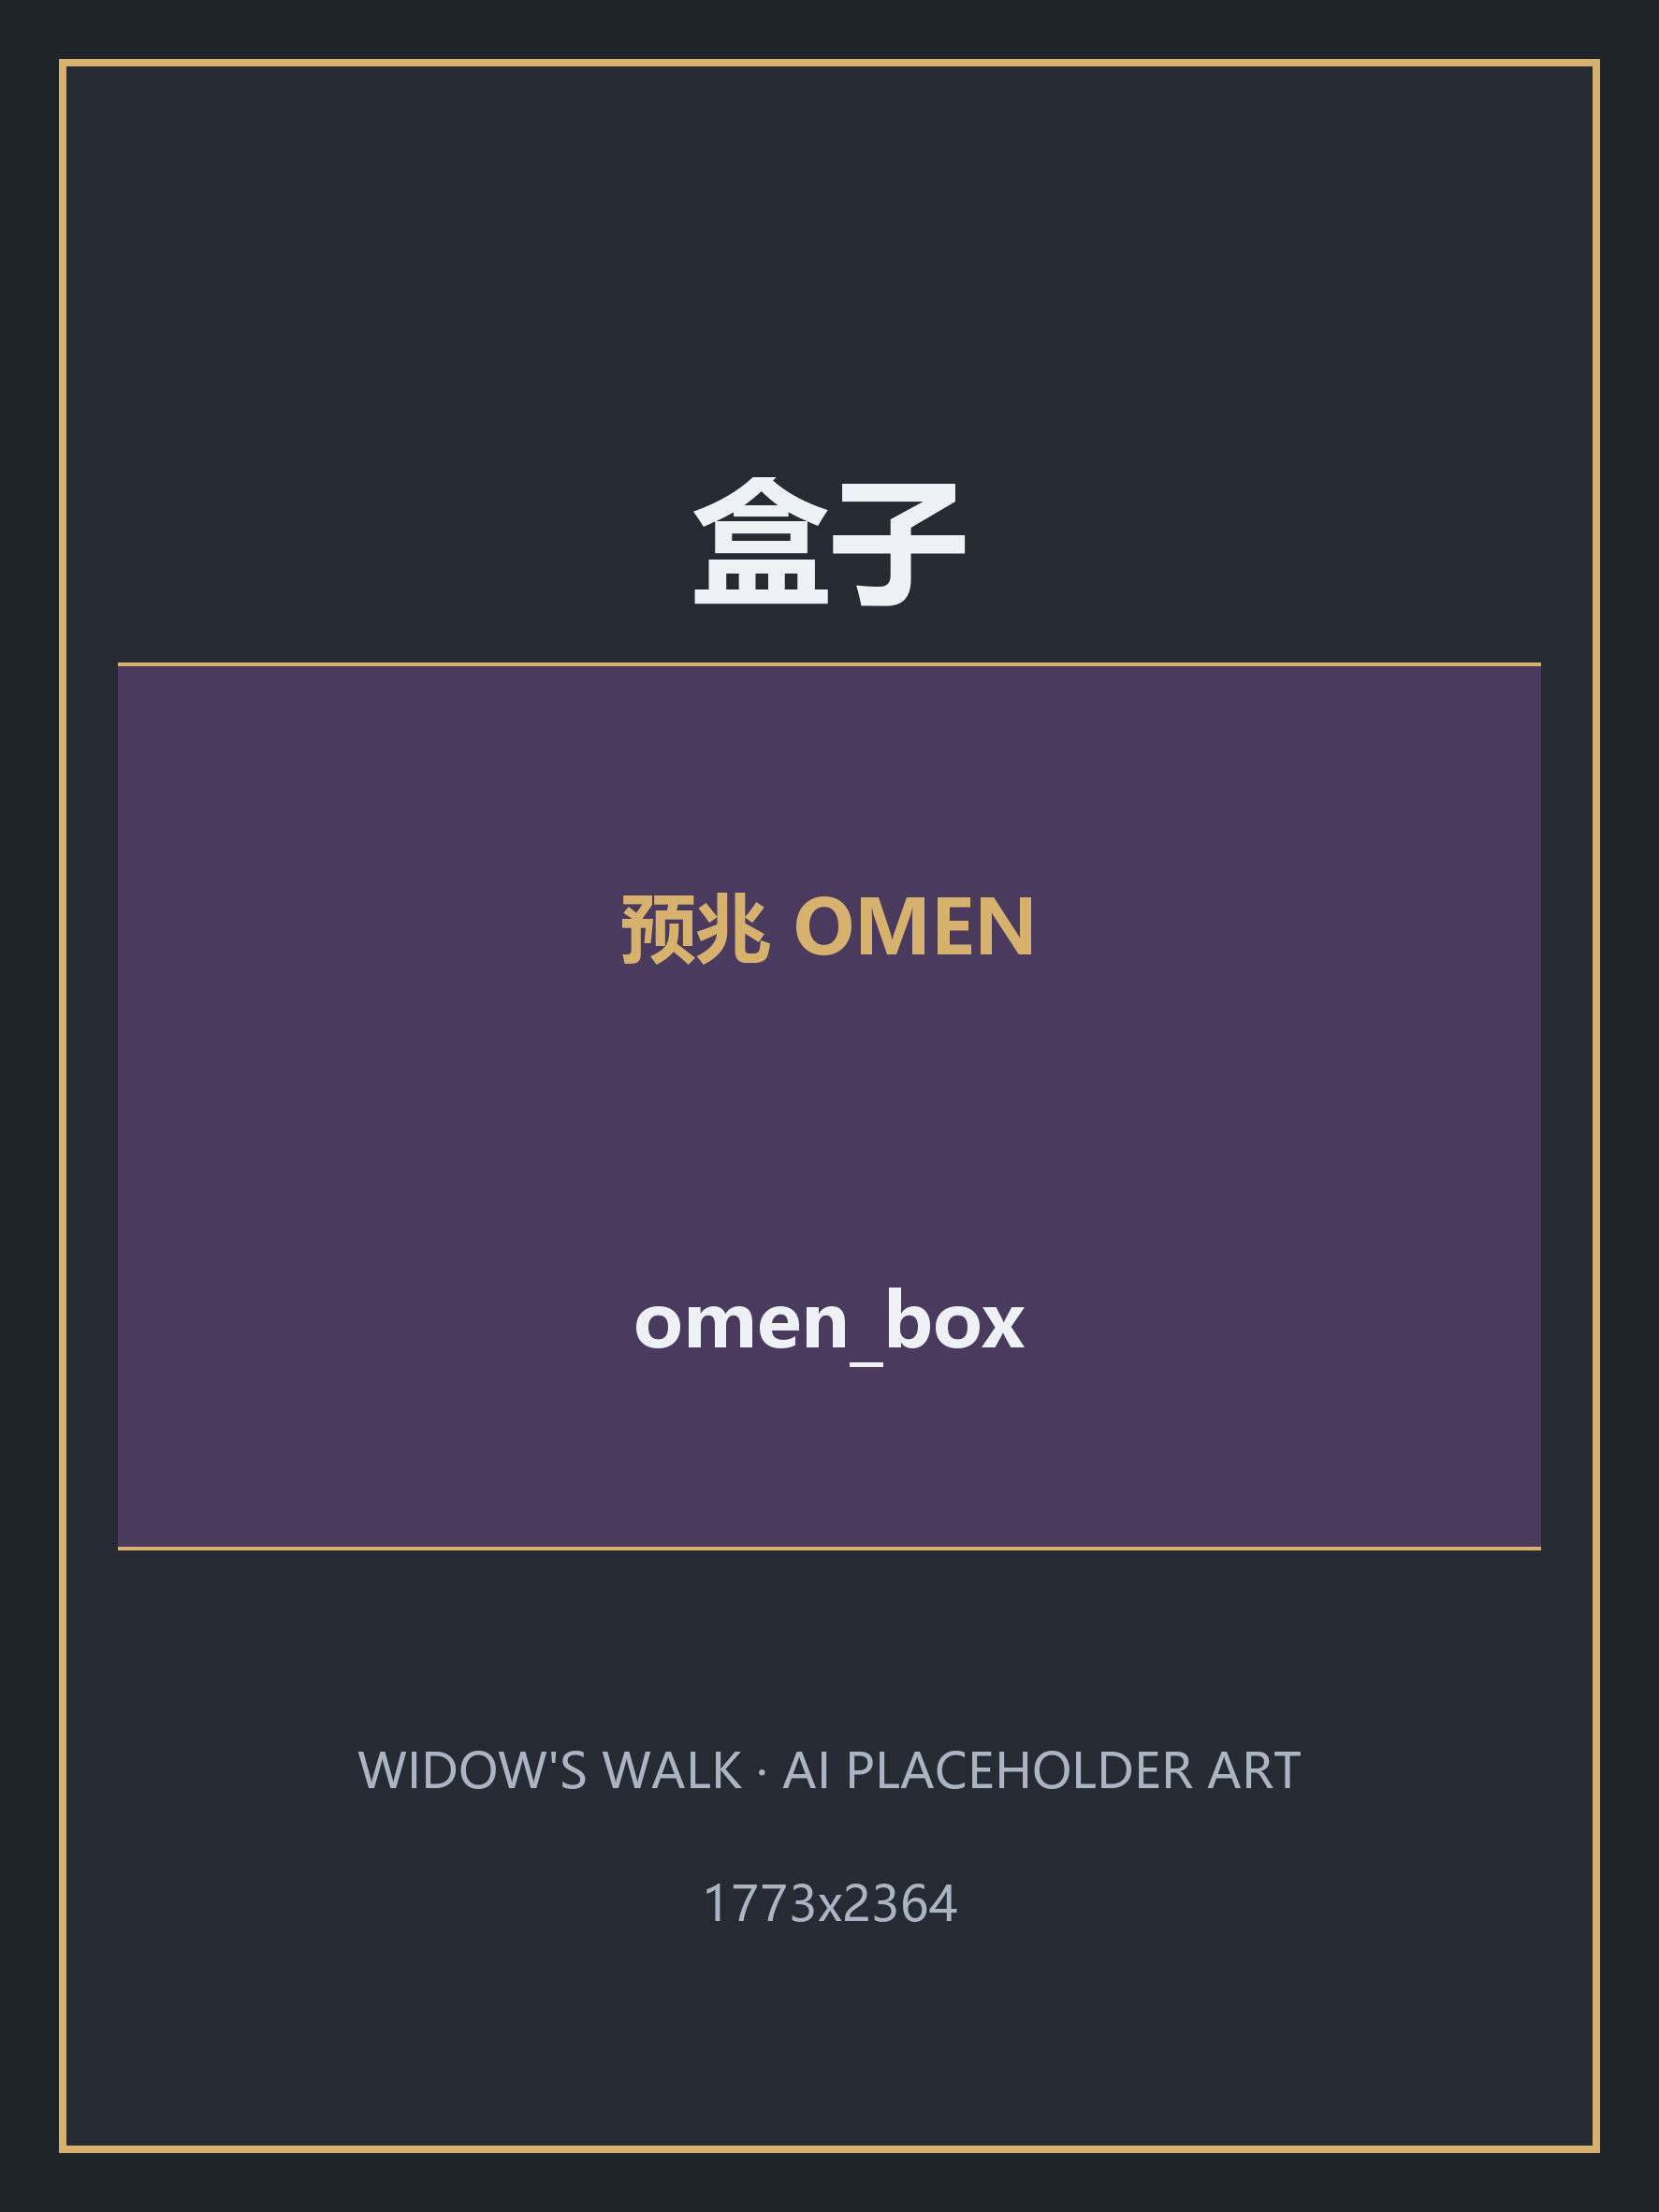 盒子
预兆 OMEN
omen_box
WIDOW'S WALK · AI PLACEHOLDER ART
1773x2364